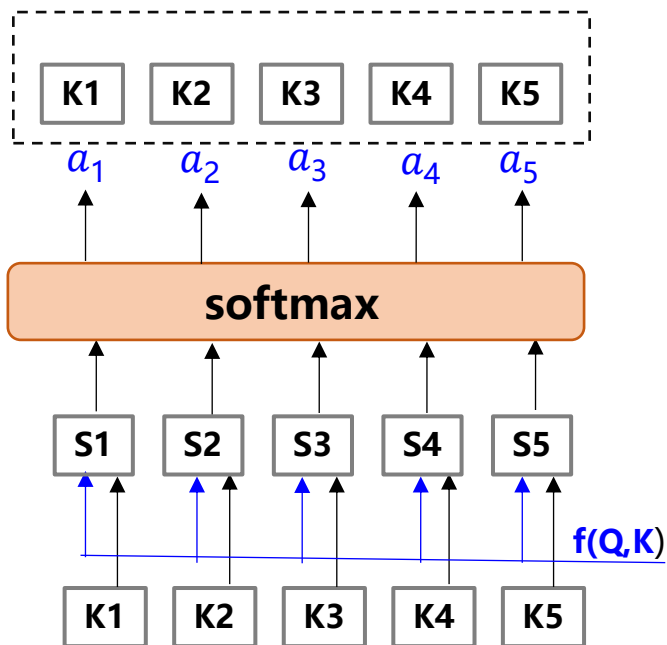 K1 K2 K3 K4 K5
a₁ a₂ a₃ a₄ a₅
softmax
S1 S2 S3 S4 S5
f(Q,K)
K1 K2 K3 K4 K5